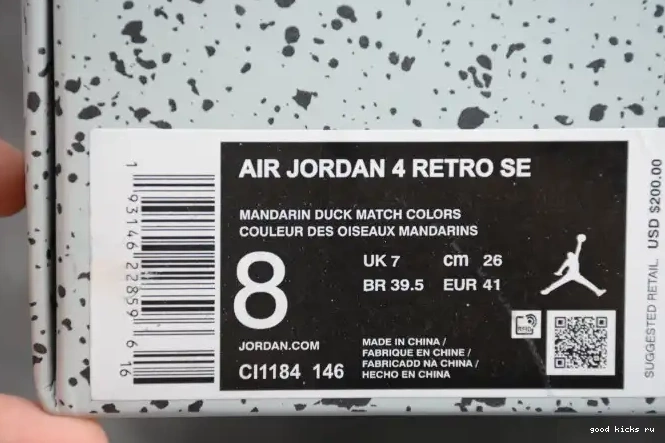 AIR JORDAN 4 RETRO SE
MANDARIN DUCK MATCH COLORS
COULEUR DES OISEAUX MANDARINS
8
UK 7 cm 26
BR 39.5 EUR 41
JORDAN.COM
CI1184 146
MADE IN CHINA /
FABRIQUE EN CHINE /
FABRICADD NA CHINA /
HECHO EN CHINA
RFID
1 93146 22859 6 16
SUGGESTED RETAIL USD $200.00
good kicks ru